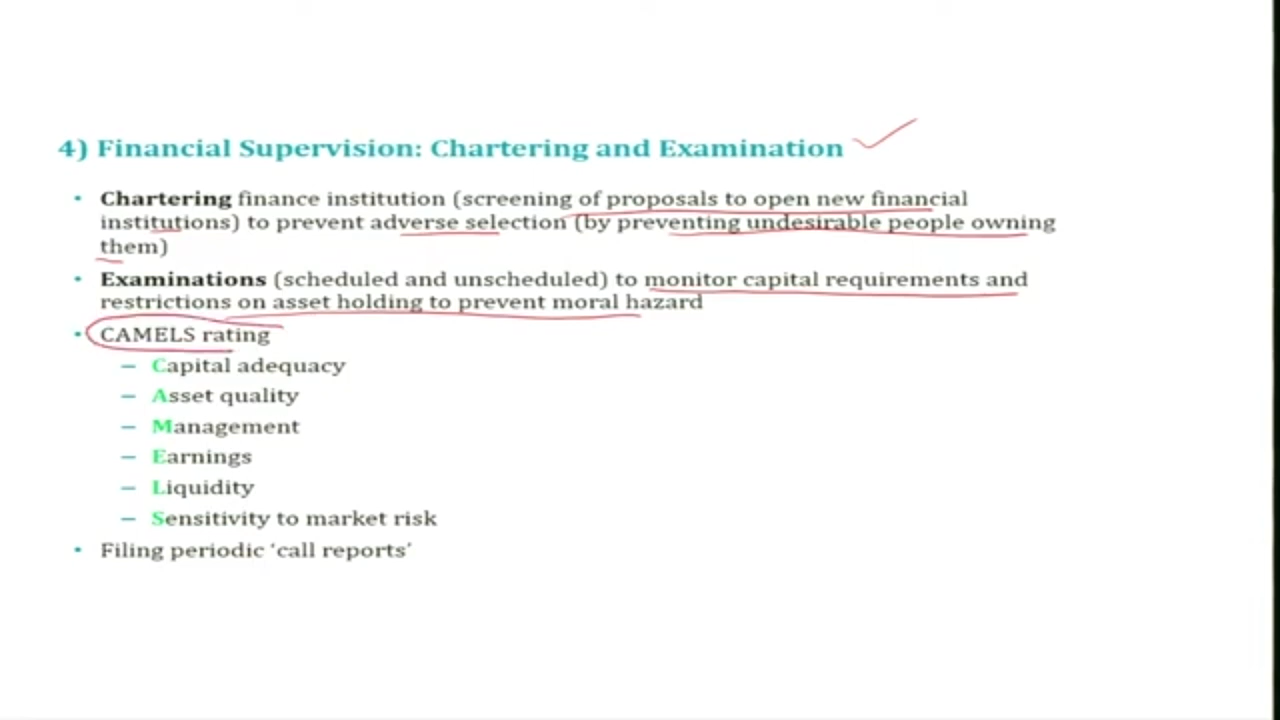 4) Financial Supervision: Chartering and Examination
• Chartering finance institution (screening of proposals to open new financial
institutions) to prevent adverse selection (by preventing undesirable people owning
them)
• Examinations (scheduled and unscheduled) to monitor capital requirements and
restrictions on asset holding to prevent moral hazard
• CAMELS rating
– Capital adequacy
– Asset quality
– Management
– Earnings
– Liquidity
– Sensitivity to market risk
• Filing periodic ‘call reports’